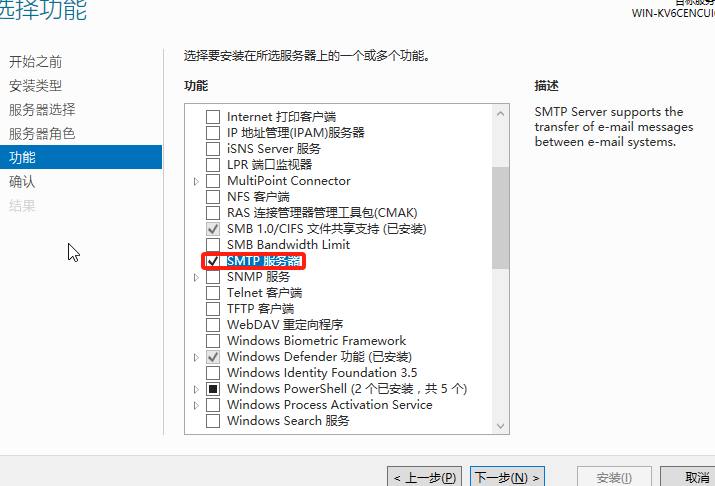 选择功能
目标服务
WIN-KV6CENCUI
开始之前
安装类型
服务器选择
服务器角色
功能
确认
结果
选择要安装在所选服务器上的一个或多个功能。
功能
Internet 打印客户端
IP 地址管理(IPAM)服务器
iSNS Server 服务
LPR 端口监视器
MultiPoint Connector
NFS 客户端
RAS 连接管理器管理工具包(CMAK)
SMB 1.0/CIFS 文件共享支持 (已安装)
SMB Bandwidth Limit
SMTP 服务器
SNMP 服务
Telnet 客户端
TFTP 客户端
WebDAV 重定向程序
Windows Biometric Framework
Windows Defender 功能 (已安装)
Windows Identity Foundation 3.5
Windows PowerShell (2 个已安装，共 5 个)
Windows Process Activation Service
Windows Search 服务
描述
SMTP Server supports the
transfer of e-mail messages
between e-mail systems.
< 上一步(P)
下一步(N) >
安装(I)
取消